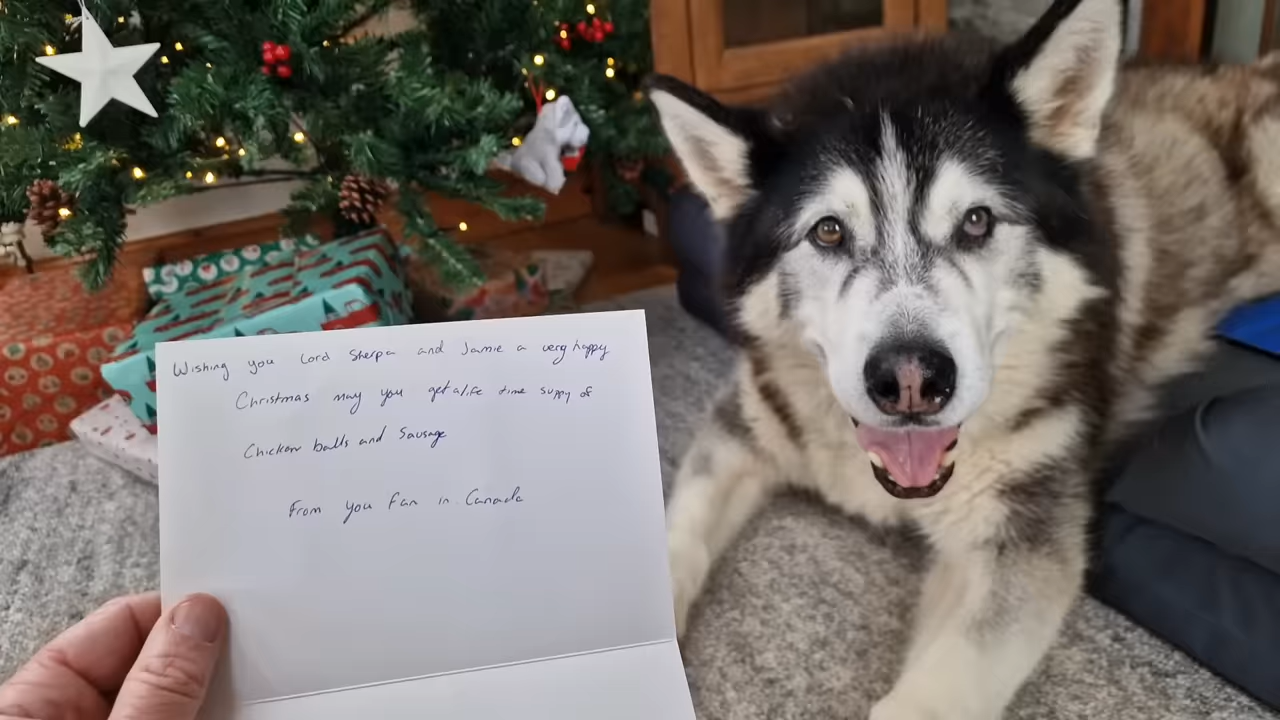 Wishing you Lord Sherpa and Jamie a very happy
Christmas may you get a life time suppy of
Chicken balls and Sausage
From you fan in Canada